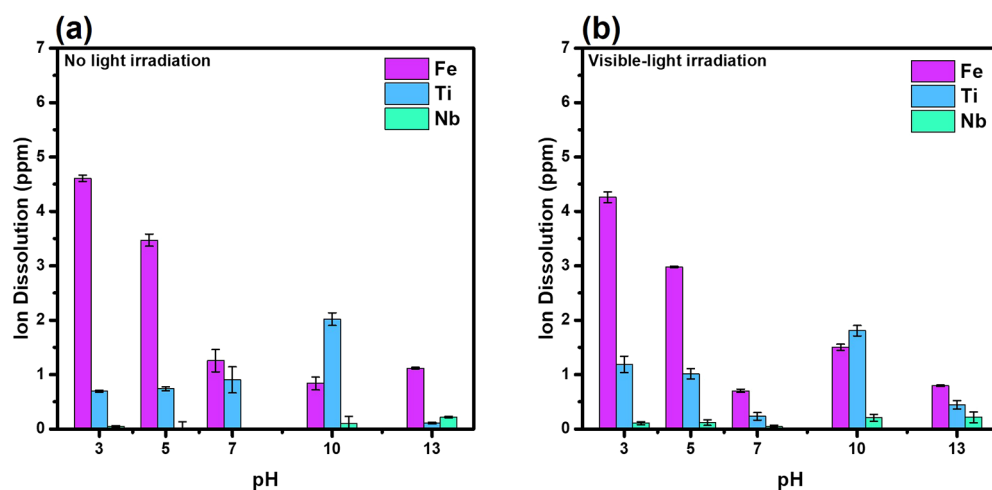 (a)
No light irradiation
Fe
Ti
Nb
7
6
5
4
3
2
1
0
Ion Dissolution (ppm)
3 5 7 10 13
pH
(b)
Visible-light irradiation
Fe
Ti
Nb
7
6
5
4
3
2
1
0
Ion Dissolution (ppm)
3 5 7 10 13
pH